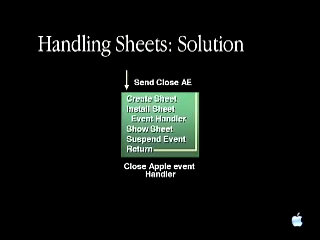 Handling Sheets: Solution
Send Close AE
Create Sheet
Install Sheet
Event Handler
Show Sheet
Suspend Event
Return
Close Apple event
Handler